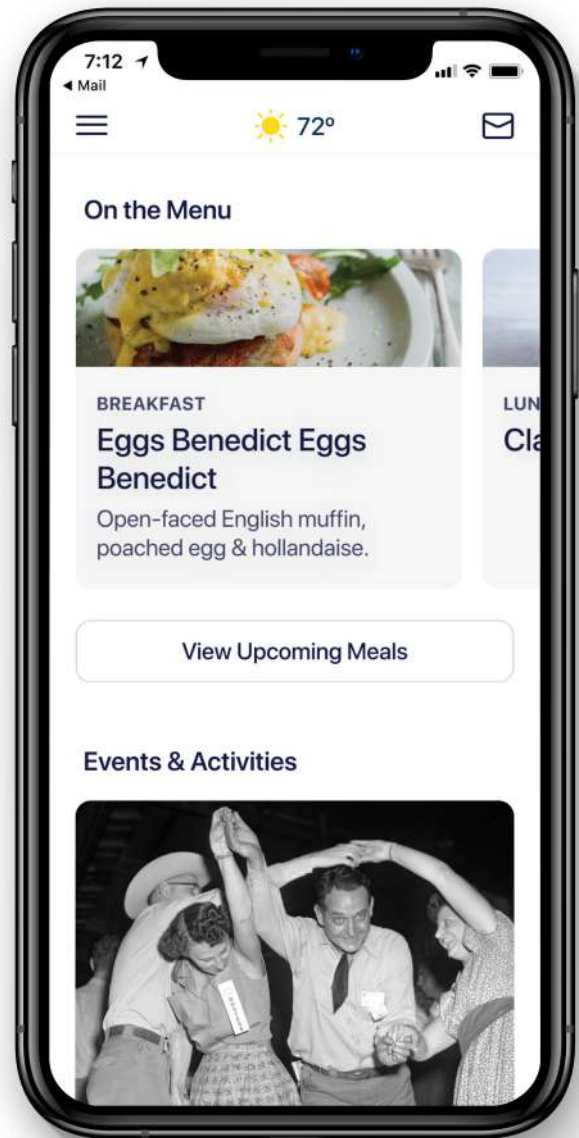 7:12
◀ Mail
72°
On the Menu
BREAKFAST
Eggs Benedict Eggs
Benedict
Open-faced English muffin,
poached egg & hollandaise.
LUN
Cla
View Upcoming Meals
Events & Activities